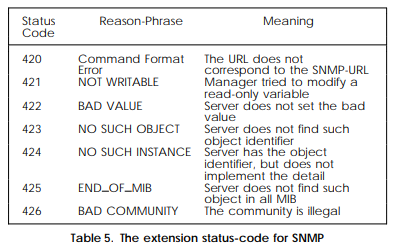 Status Reason-Phrase Meaning
Code
420 Command Format The URL does not
Error correspond to the SNMP-URL
421 NOT WRITABLE Manager tried to modify a
read-only variable
422 BAD VALUE Server does not set the bad
value
423 NO SUCH OBJECT Server does not find such
object identifier
424 NO SUCH INSTANCE Server has the object
identifier, but does not
implement the detail
425 END_OF_MIB Server does not find such
object in all MIB
426 BAD COMMUNITY The community is illegal
Table 5. The extension status-code for SNMP